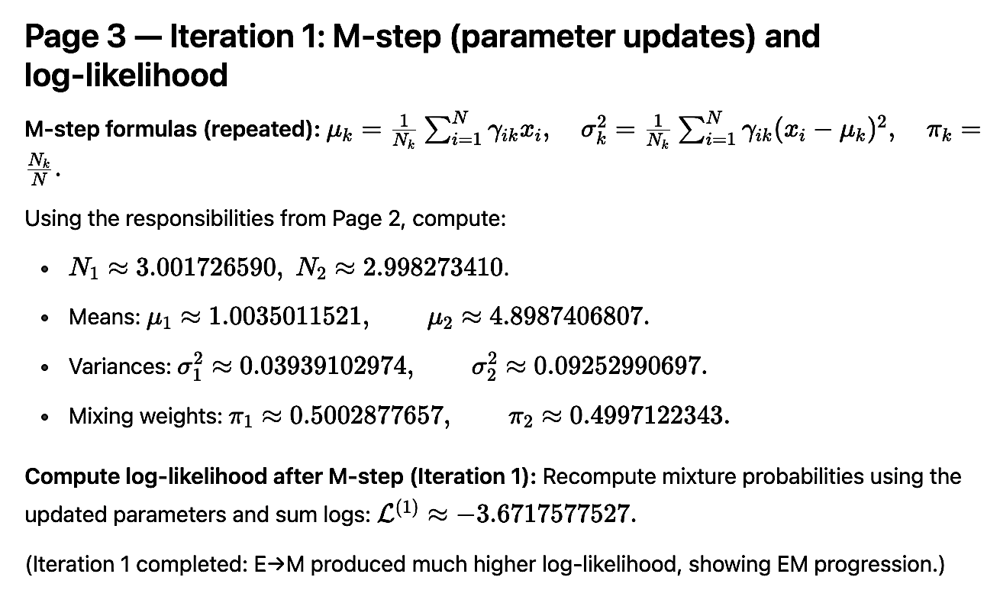 Page 3 — Iteration 1: M-step (parameter updates) and
log-likelihood
M-step formulas (repeated): $\mu_k = \frac{1}{N_k} \sum_{i=1}^{N} \gamma_{ik} x_i, \quad \sigma_k^2 = \frac{1}{N_k} \sum_{i=1}^{N} \gamma_{ik} (x_i - \mu_k)^2, \quad \pi_k =$
$\frac{N_k}{N}.$
Using the responsibilities from Page 2, compute:
• $N_1 \approx 3.001726590, \; N_2 \approx 2.998273410.$
• Means: $\mu_1 \approx 1.0035011521, \quad \mu_2 \approx 4.8987406807.$
• Variances: $\sigma_1^2 \approx 0.03939102974, \quad \sigma_2^2 \approx 0.09252990697.$
• Mixing weights: $\pi_1 \approx 0.5002877657, \quad \pi_2 \approx 0.4997122343.$
Compute log-likelihood after M-step (Iteration 1): Recompute mixture probabilities using the
updated parameters and sum logs: $\mathcal{L}^{(1)} \approx -3.6717577527.$
(Iteration 1 completed: E→M produced much higher log-likelihood, showing EM progression.)